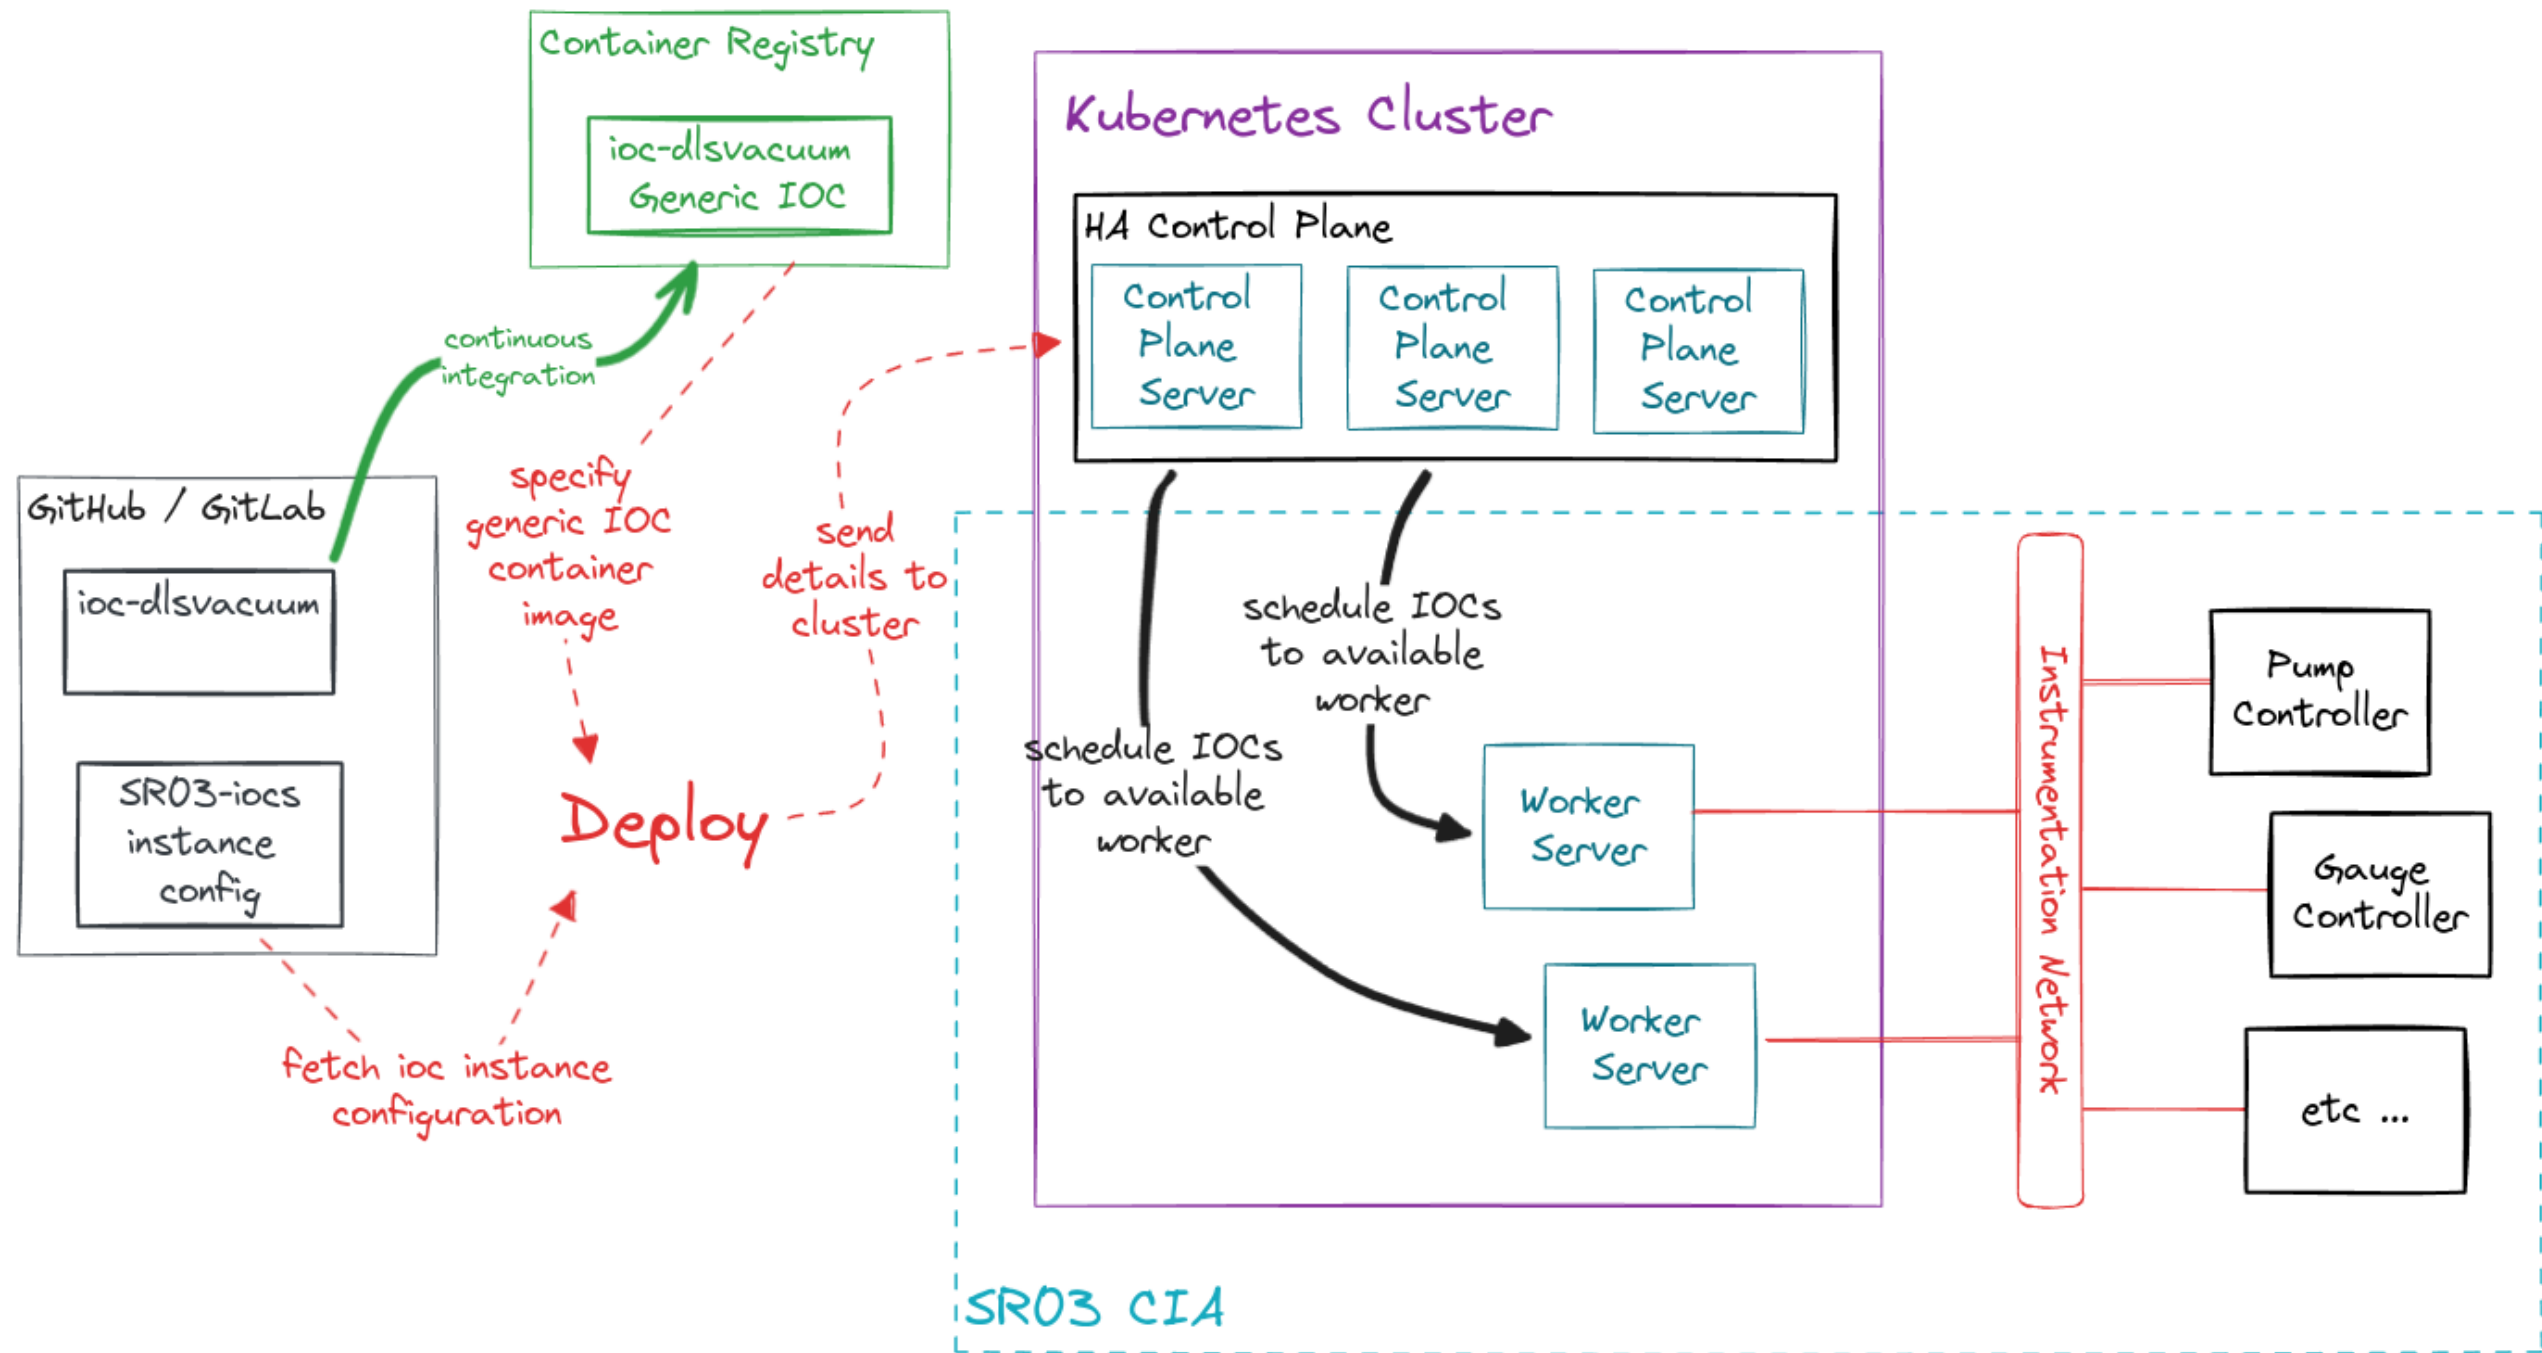 Container Registry
ioc-dlsvacuum
Generic IOC
continuous
integration
GitHub / GitLab
ioc-dlsvacuum
SR03-iocs
instance
config
specify
generic IOC
container
image
send
details to
cluster
Deploy
fetch ioc instance
configuration
Kubernetes Cluster
HA Control Plane
Control
Plane
Server
Control
Plane
Server
Control
Plane
Server
schedule IOCs
to available
worker
schedule IOCs
to available
worker
Worker
Server
Worker
Server
Instrumentation Network
Pump
Controller
Gauge
Controller
etc ...
SR03 CIA